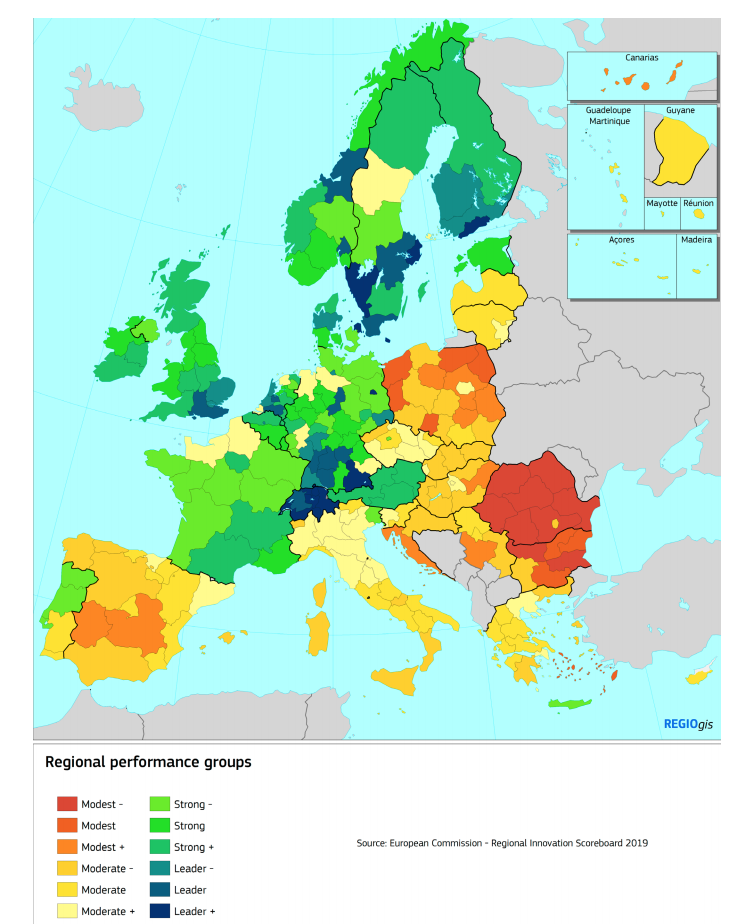 Canarias
Guadeloupe
Martinique
Guyane
Mayotte
Réunion
Açores
Madeira
REGIOgis
Regional performance groups
Modest -
Modest
Modest +
Moderate -
Moderate
Moderate +
Strong -
Strong
Strong +
Leader -
Leader
Leader +
Source: European Commission - Regional Innovation Scoreboard 2019